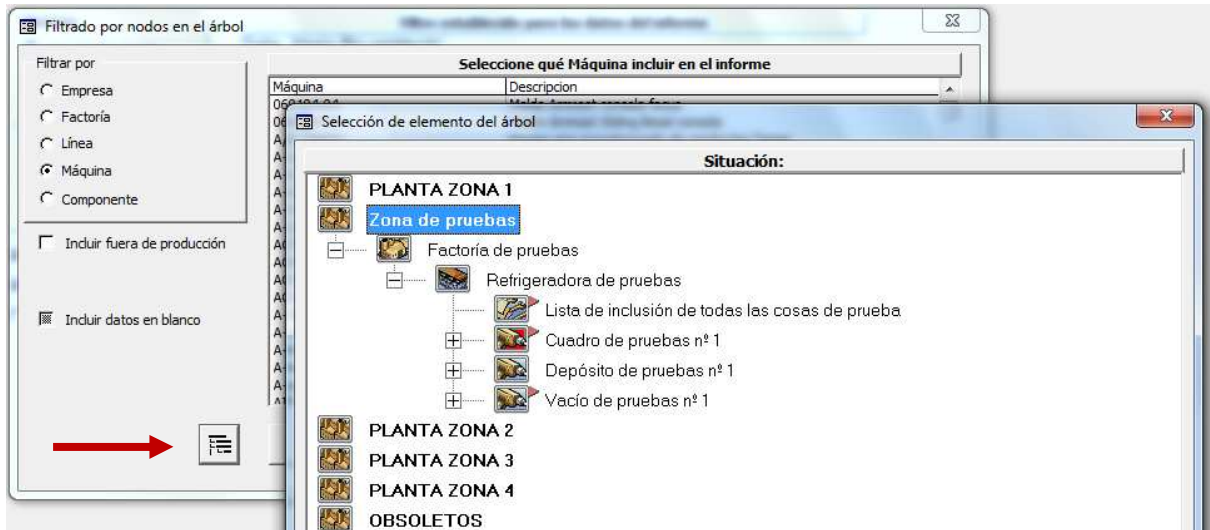 Filtrado por nodos en el árbol
Filtrar por
Empresa
Factoría
Línea
Máquina
Componente
Incluir fuera de producción
Incluir datos en blanco
Seleccione qué Máquina incluir en el informe
Máquina Descripcion
Selección de elemento del árbol
Situación:
PLANTA ZONA 1
Zona de pruebas
Factoría de pruebas
Refrigeradora de pruebas
Lista de inclusión de todas las cosas de prueba
Cuadro de pruebas nº 1
Depósito de pruebas nº 1
Vacío de pruebas nº 1
PLANTA ZONA 2
PLANTA ZONA 3
PLANTA ZONA 4
OBSOLETOS